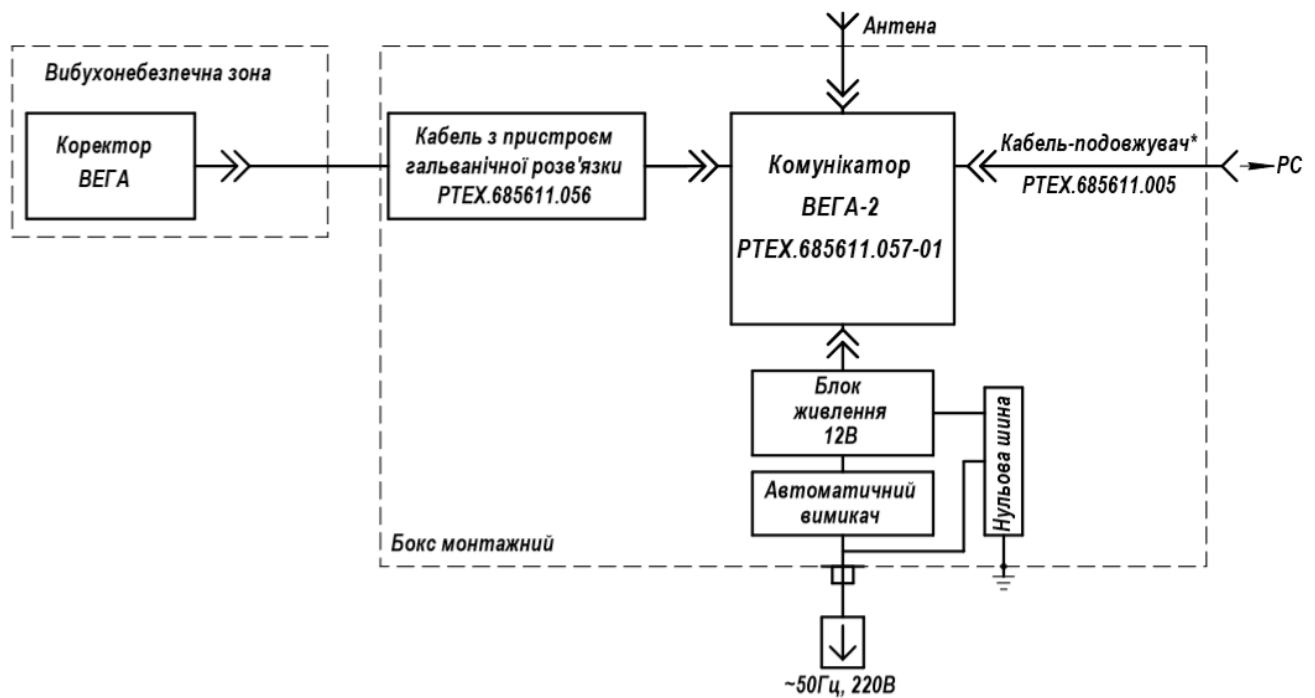 Антена
Вибухонебезпечна зона
Коректор
ВЕГА
Кабель з пристроєм
гальванічної розв'язки
РТЕХ.685611.056
Комунікатор
ВЕГА-2
РТЕХ.685611.057-01
Кабель-подовжувач*
РТЕХ.685611.005
PC
Блок
живлення
12В
Автоматичний
вимикач
Нульова шина
Бокс монтажний
~50Гц, 220В